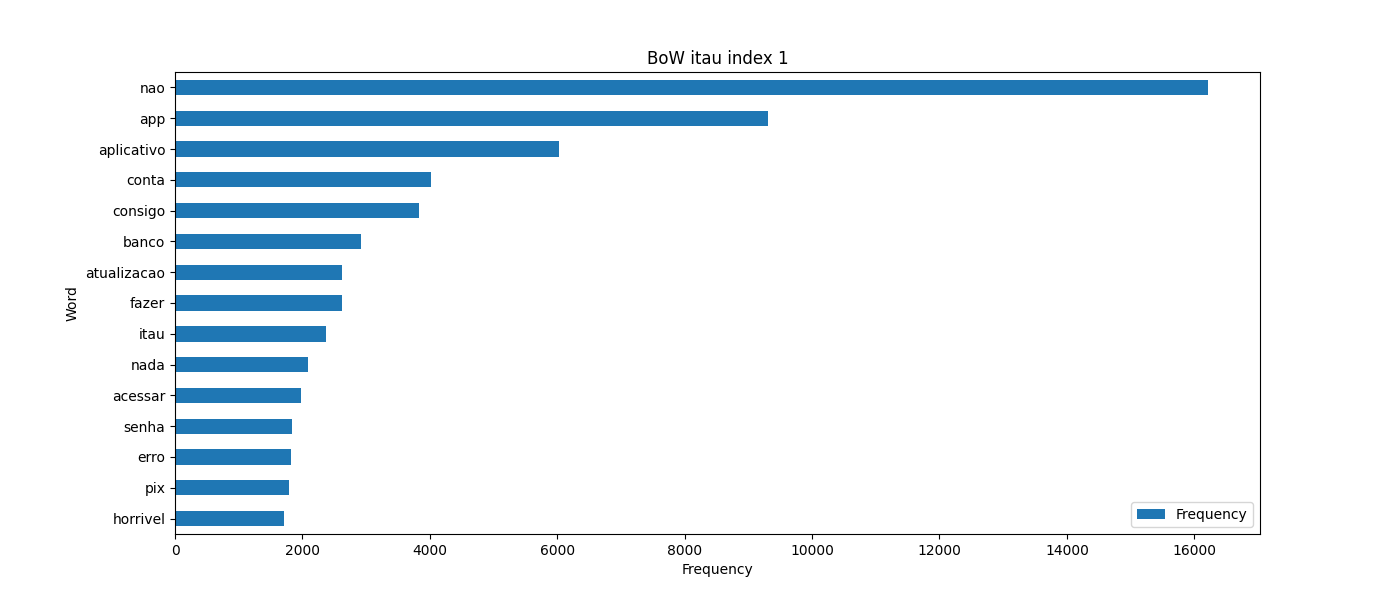 BoW itau index 1
nao
app
aplicativo
conta
consigo
banco
atualizacao
fazer
itau
nada
acessar
senha
erro
pix
horrivel
Word
Frequency
0 2000 4000 6000 8000 10000 12000 14000 16000
Frequency